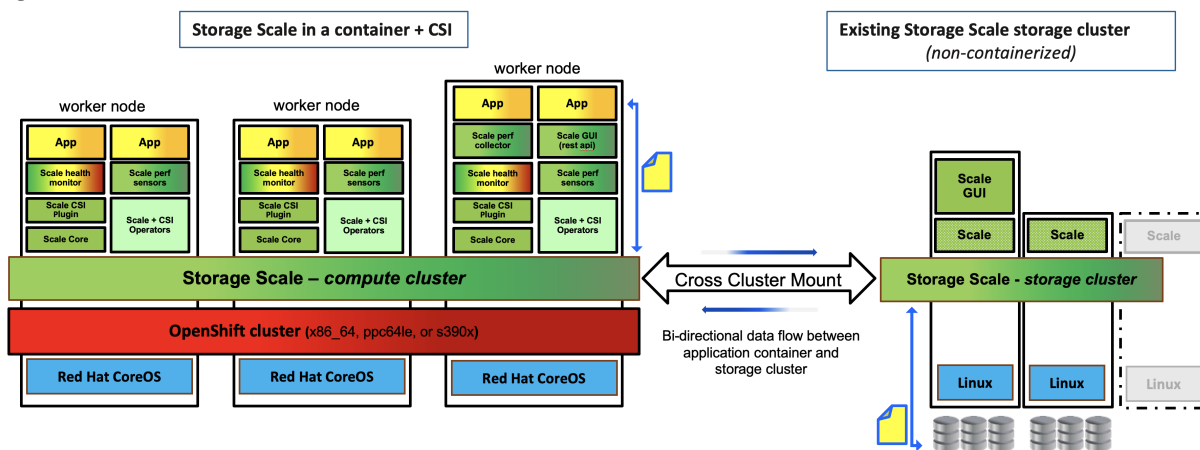 Storage Scale in a container + CSI
Existing Storage Scale storage cluster
(non-containerized)
worker node
App
App
Scale health
monitor
Scale perf
sensors
Scale CSI
Plugin
Scale Core
Scale + CSI
Operators
worker node
App
App
Scale health
monitor
Scale perf
sensors
Scale CSI
Plugin
Scale Core
Scale + CSI
Operators
worker node
App
App
Scale perf
collector
Scale GUI
(rest api)
Scale health
monitor
Scale perf
sensors
Scale CSI
Plugin
Scale Core
Scale + CSI
Operators
Storage Scale – compute cluster
OpenShift cluster (x86_64, ppc64le, or s390x)
Red Hat CoreOS
Red Hat CoreOS
Red Hat CoreOS
Cross Cluster Mount
Bi-directional data flow between
application container and
storage cluster
Scale
GUI
Scale
Scale
Scale
Storage Scale - storage cluster
Linux
Linux
Linux